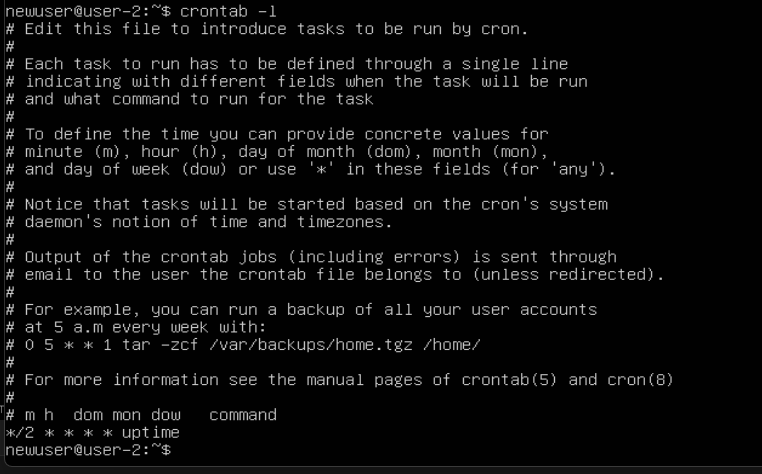 newuser@user-2:~$ crontab -l
# Edit this file to introduce tasks to be run by cron.
#
# Each task to run has to be defined through a single line
# indicating with different fields when the task will be run
# and what command to run for the task
#
# To define the time you can provide concrete values for
# minute (m), hour (h), day of month (dom), month (mon),
# and day of week (dow) or use '*' in these fields (for 'any').
#
# Notice that tasks will be started based on the cron's system
# daemon's notion of time and timezones.
#
# Output of the crontab jobs (including errors) is sent through
# email to the user the crontab file belongs to (unless redirected).
#
# For example, you can run a backup of all your user accounts
# at 5 a.m every week with:
# 0 5 * * 1 tar -zcf /var/backups/home.tgz /home/
#
# For more information see the manual pages of crontab(5) and cron(8)
#
# m h  dom mon dow   command
*/2 * * * * uptime
newuser@user-2:~$